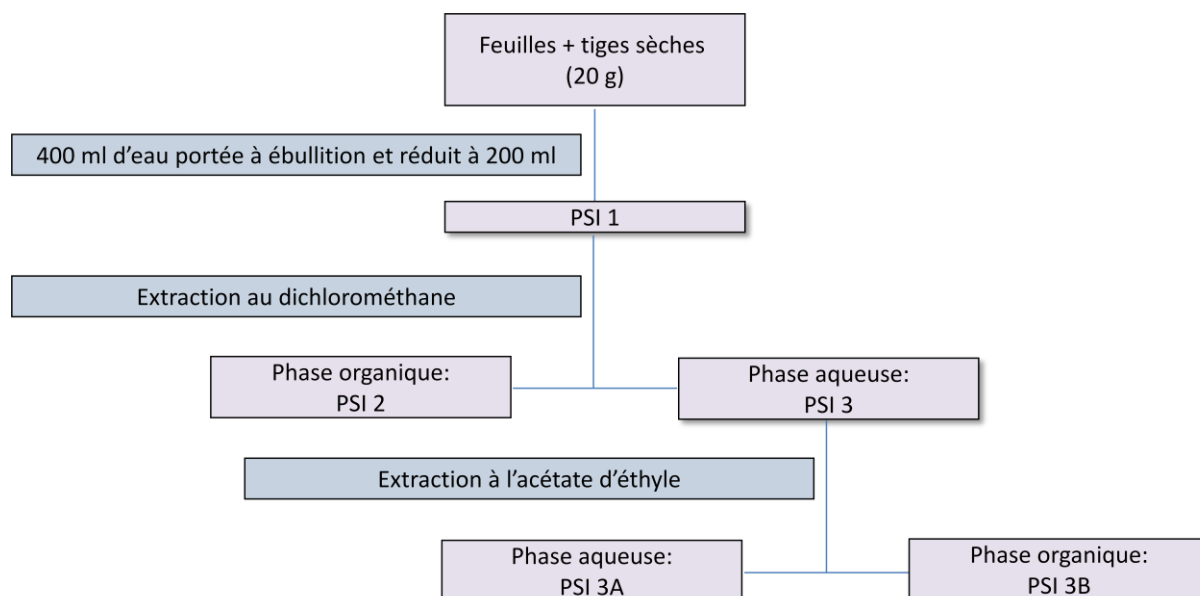 Feuilles + tiges sèches
(20 g)
400 ml d'eau portée à ébullition et réduit à 200 ml
PSI 1
Extraction au dichlorométhane
Phase organique:
PSI 2
Phase aqueuse:
PSI 3
Extraction à l'acétate d'éthyle
Phase aqueuse:
PSI 3A
Phase organique:
PSI 3B